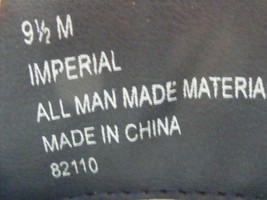 9½ M
IMPERIAL
ALL MAN MADE MATERIA
MADE IN CHINA
82110